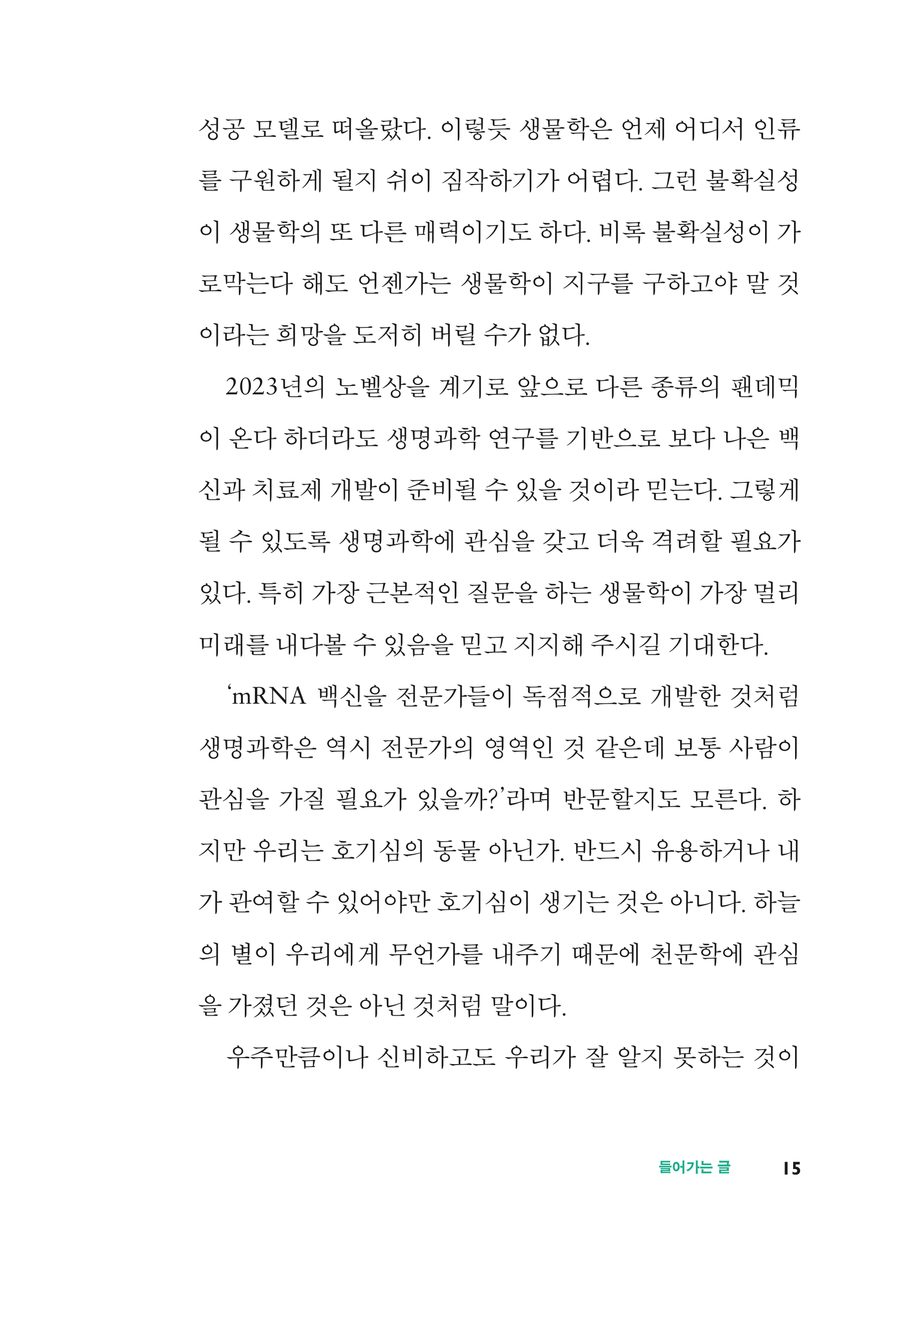 성공 모델로 떠올랐다. 이렇듯 생물학은 언제 어디서 인류
를 구원하게 될지 쉬이 짐작하기가 어렵다. 그런 불확실성
이 생물학의 또 다른 매력이기도 하다. 비록 불확실성이 가
로막는다 해도 언젠가는 생물학이 지구를 구하고야 말 것
이라는 희망을 도저히 버릴 수가 없다.
2023년의 노벨상을 계기로 앞으로 다른 종류의 팬데믹
이 온다 하더라도 생명과학 연구를 기반으로 보다 나은 백
신과 치료제 개발이 준비될 수 있을 것이라 믿는다. 그렇게
될 수 있도록 생명과학에 관심을 갖고 더욱 격려할 필요가
있다. 특히 가장 근본적인 질문을 하는 생물학이 가장 멀리
미래를 내다볼 수 있음을 믿고 지지해 주시길 기대한다.
‘mRNA 백신을 전문가들이 독점적으로 개발한 것처럼
생명과학은 역시 전문가의 영역인 것 같은데 보통 사람이
관심을 가질 필요가 있을까?’라며 반문할지도 모른다. 하
지만 우리는 호기심의 동물 아닌가. 반드시 유용하거나 내
가 관여할 수 있어야만 호기심이 생기는 것은 아니다. 하늘
의 별이 우리에게 무언가를 내주기 때문에 천문학에 관심
을 가졌던 것은 아닌 것처럼 말이다.
우주만큼이나 신비하고도 우리가 잘 알지 못하는 것이
들어가는 글 15